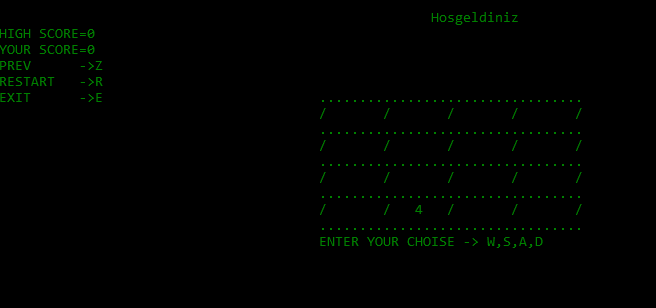 Hosgeldiniz
HIGH SCORE=0
YOUR SCORE=0
PREV      ->Z
RESTART   ->R
EXIT      ->E
.................................
/       /       /       /       /
.................................
/       /       /       /       /
.................................
/       /       /       /       /
.................................
/       /   4   /       /       /
.................................
ENTER YOUR CHOISE -> W,S,A,D